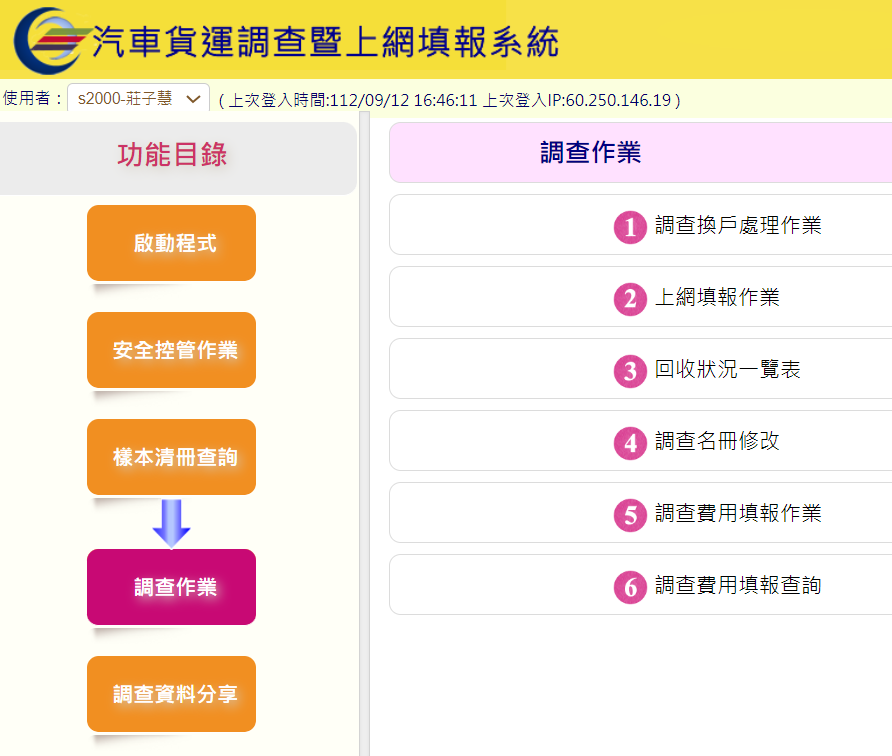 汽車貨運調查暨上網填報系統
使用者： s2000-莊子慧 ( 上次登入時間:112/09/12 16:46:11 上次登入IP:60.250.146.19 )
功能目錄
啟動程式
安全控管作業
樣本清冊查詢
調查作業
調查資料分享
調查作業
1 調查換戶處理作業
2 上網填報作業
3 回收狀況一覽表
4 調查名冊修改
5 調查費用填報作業
6 調查費用填報查詢